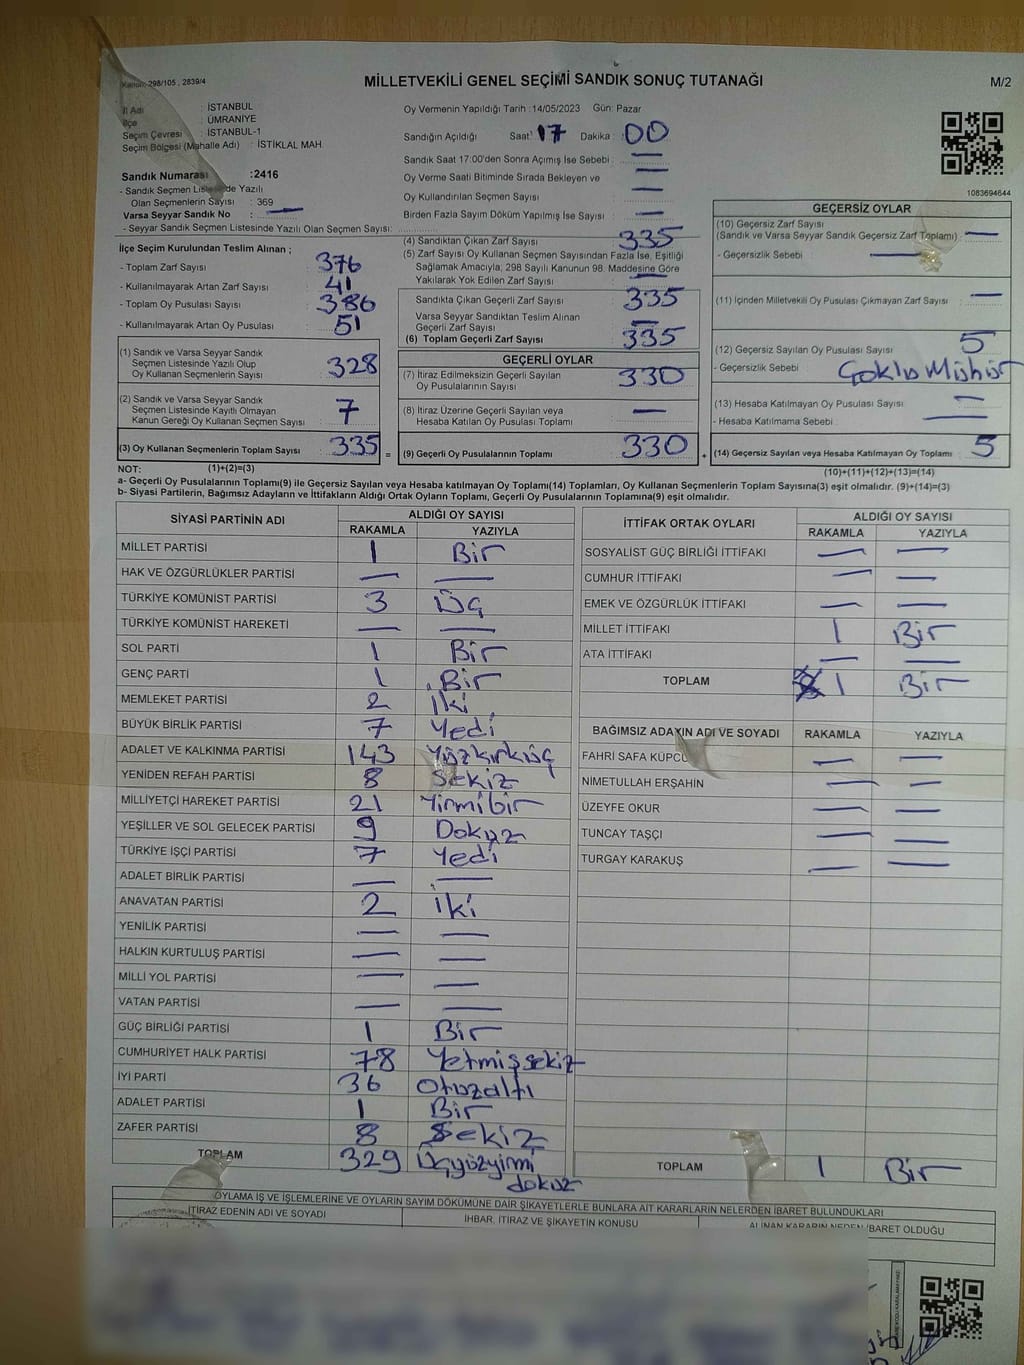 Kanun: 298/105 , 2839/4
MİLLETVEKİLİ GENEL SEÇİMİ SANDIK SONUÇ TUTANAĞI
M/2
İl Adı : İSTANBUL
İlçe : ÜMRANİYE
Seçim Çevresi : İSTANBUL-1
Seçim Bölgesi (Mahalle Adı) : İSTİKLAL MAH.
Sandık Numarası :2416
- Sandık Seçmen Listesinde Yazılı
Olan Seçmenlerin Sayısı : 369
Varsa Seyyar Sandık No : —
- Seyyar Sandık Seçmen Listesinde Yazılı Olan Seçmen Sayısı:
Oy Vermenin Yapıldığı Tarih : 14/05/2023 Gün: Pazar
Sandığın Açıldığı Saat 17 Dakika : 00
Sandık Saat 17:00'den Sonra Açımış İse Sebebi : —
Oy Verme Saati Bitiminde Sırada Bekleyen ve —
Oy Kullandırılan Seçmen Sayısı —
Birden Fazla Sayım Döküm Yapılmış İse Sayısı : —
1083694644
İlçe Seçim Kurulundan Teslim Alınan ;
- Toplam Zarf Sayısı : 376
- Kullanılmayarak Artan Zarf Sayısı : 41
- Toplam Oy Pusulası Sayısı : 386
- Kullanılmayarak Artan Oy Pusulası : 51
(1) Sandık ve Varsa Seyyar Sandık
Seçmen Listesinde Yazılı Olup
Oy Kullanan Seçmenlerin Sayısı : 328
(2) Sandık ve Varsa Seyyar Sandık
Seçmen Listesinde Kayıtlı Olmayan
Kanun Gereği Oy Kullanan Seçmen Sayısı : 7
(3) Oy Kullanan Seçmenlerin Toplam Sayısı : 335 =
(4) Sandıktan Çıkan Zarf Sayısı : 335
(5) Zarf Sayısı Oy Kullanan Seçmen Sayısından Fazla İse, Eşitliği
Sağlamak Amacıyla; 298 Sayılı Kanunun 98. Maddesine Göre
Yakılarak Yok Edilen Zarf Sayısı : —
Sandıkta Çıkan Geçerli Zarf Sayısı : 335
Varsa Seyyar Sandıktan Teslim Alınan
Geçerli Zarf Sayısı : —
(6) Toplam Geçerli Zarf Sayısı : 335
GEÇERLİ OYLAR
(7) İtiraz Edilmeksizin Geçerli Sayılan
Oy Pusulalarının Sayısı : 330
(8) İtiraz Üzerine Geçerli Sayılan veya
Hesaba Katılan Oy Pusulası Toplamı : —
(9) Geçerli Oy Pusulalarının Toplamı : 330 +
GEÇERSİZ OYLAR
(10) Geçersiz Zarf Sayısı
(Sandık ve Varsa Seyyar Sandık Geçersiz Zarf Toplamı) : —
- Geçersizlik Sebebi : —
(11) İçinden Milletvekili Oy Pusulası Çıkmayan Zarf Sayısı : —
(12) Geçersiz Sayılan Oy Pusulası Sayısı : 5
- Geçersizlik Sebebi : Çoklu Mühür
(13) Hesaba Katılmayan Oy Pusulası Sayısı : —
- Hesaba Katılmama Sebebi : —
(14) Geçersiz Sayılan veya Hesaba Katılmayan Oy Toplamı : 5
NOT: (1)+(2)=(3)
(10)+(11)+(12)+(13)=(14)
a- Geçerli Oy Pusulalarının Toplamı(9) ile Geçersiz Sayılan veya Hesaba katılmayan Oy Toplamı(14) Toplamları, Oy Kullanan Seçmenlerin Toplam Sayısına(3) eşit olmalıdır. (9)+(14)=(3)
b- Siyasi Partilerin, Bağımsız Adayların ve İttifakların Aldığı Ortak Oyların Toplamı, Geçerli Oy Pusulalarının Toplamına(9) eşit olmalıdır.
SİYASİ PARTİNİN ADI ALDIĞI OY SAYISI
RAKAMLA YAZIYLA
MİLLET PARTİSİ 1 Bir
HAK VE ÖZGÜRLÜKLER PARTİSİ — —
TÜRKİYE KOMÜNİST PARTİSİ 3 Üç
TÜRKİYE KOMÜNİST HAREKETİ — —
SOL PARTİ 1 Bir
GENÇ PARTİ 1 Bir
MEMLEKET PARTİSİ 2 İki
BÜYÜK BİRLİK PARTİSİ 7 Yedi
ADALET VE KALKINMA PARTİSİ 143 Yüzkırküç
YENİDEN REFAH PARTİSİ 8 Sekiz
MİLLİYETÇİ HAREKET PARTİSİ 21 Yirmibir
YEŞİLLER VE SOL GELECEK PARTİSİ 9 Dokuz
TÜRKİYE İŞÇİ PARTİSİ 7 Yedi
ADALET BİRLİK PARTİSİ — —
ANAVATAN PARTİSİ 2 İki
YENİLİK PARTİSİ — —
HALKIN KURTULUŞ PARTİSİ — —
MİLLİ YOL PARTİSİ — —
VATAN PARTİSİ — —
GÜÇ BİRLİĞİ PARTİSİ 1 Bir
CUMHURİYET HALK PARTİSİ 78 Yetmişsekiz
İYİ PARTİ 36 Otuzaltı
ADALET PARTİSİ 1 Bir
ZAFER PARTİSİ 8 Sekiz
TOPLAM 329 Üçyüzyirmi
dokuz
İTTİFAK ORTAK OYLARI ALDIĞI OY SAYISI
RAKAMLA YAZIYLA
SOSYALİST GÜÇ BİRLİĞİ İTTİFAKI — —
CUMHUR İTTİFAKI — —
EMEK VE ÖZGÜRLÜK İTTİFAKI — —
MİLLET İTTİFAKI 1 Bir
ATA İTTİFAKI — —
TOPLAM 1 Bir
BAĞIMSIZ ADAYIN ADI VE SOYADI RAKAMLA YAZIYLA
FAHRİ SAFA KÜPCÜ — —
NİMETULLAH ERŞAHİN — —
ÜZEYFE OKUR — —
TUNCAY TAŞÇI — —
TURGAY KARAKUŞ — —
TOPLAM 1 Bir
OYLAMA İŞ VE İŞLEMLERİNE VE OYLARIN SAYIM DÖKÜMÜNE DAİR ŞİKAYETLERLE BUNLARA AİT KARARLARIN NELERDEN İBARET BULUNDUKLARI
İTİRAZ EDENİN ADI VE SOYADI İHBAR, İTİRAZ VE ŞİKAYETİN KONUSU ALINAN KARARIN NEDEN İBARET OLDUĞU